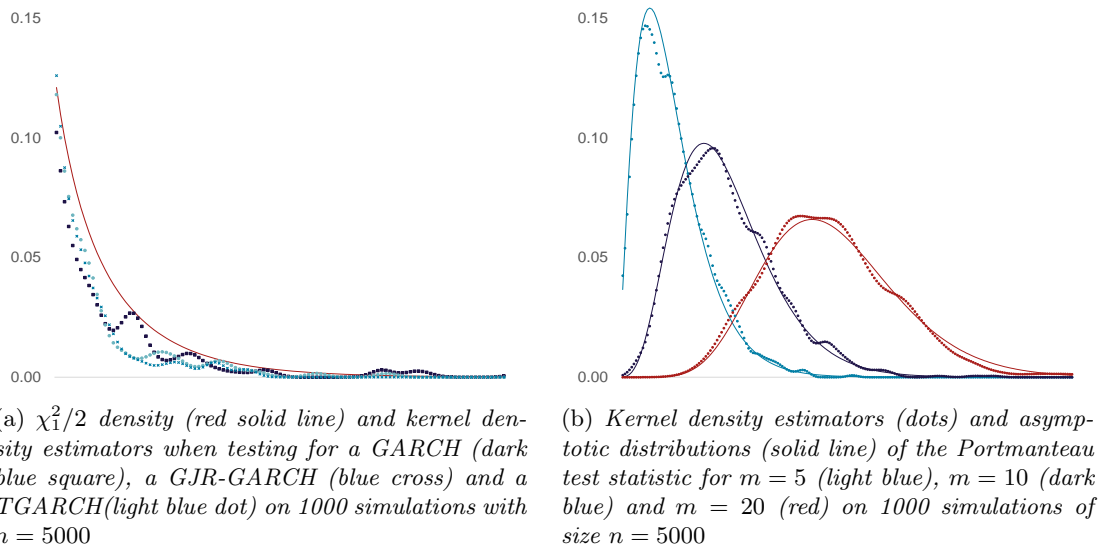 0.15
0.10
0.05
0.00
(a) χ₁²/2 density (red solid line) and kernel den-
sity estimators when testing for a GARCH (dark
blue square), a GJR-GARCH (blue cross) and a
TGARCH(light blue dot) on 1000 simulations with
n = 5000
0.15
0.10
0.05
0.00
(b) Kernel density estimators (dots) and asymp-
totic distributions (solid line) of the Portmanteau
test statistic for m = 5 (light blue), m = 10 (dark
blue) and m = 20 (red) on 1000 simulations of
size n = 5000